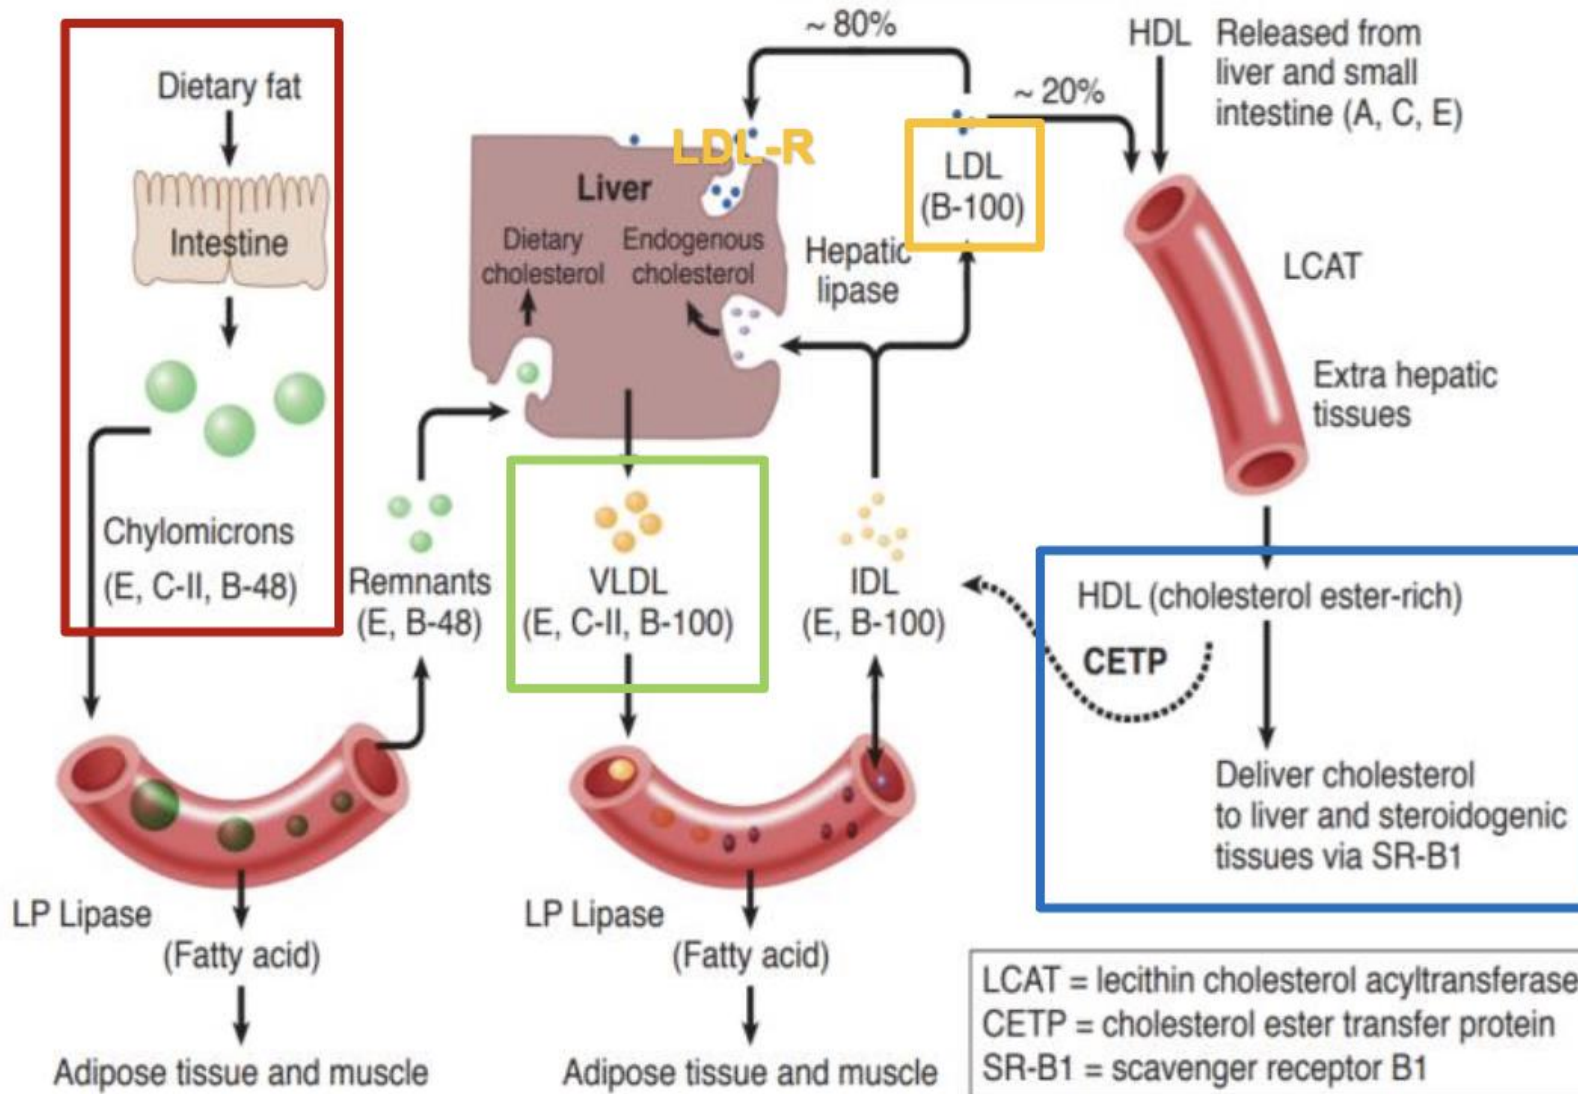 ~ 80%
HDL Released from
liver and small
intestine (A, C, E)
~ 20%
Dietary fat
LDL-R
LDL
(B-100)
Liver
Intestine
Dietary
cholesterol
Endogenous
cholesterol
Hepatic
lipase
LCAT
Extra hepatic
tissues
Chylomicrons
(E, C-II, B-48)
Remnants
(E, B-48)
VLDL
(E, C-II, B-100)
IDL
(E, B-100)
HDL (cholesterol ester-rich)
CETP
Deliver cholesterol
to liver and steroidogenic
tissues via SR-B1
LP Lipase
(Fatty acid)
Adipose tissue and muscle
LP Lipase
(Fatty acid)
Adipose tissue and muscle
LCAT = lecithin cholesterol acyltransferase
CETP = cholesterol ester transfer protein
SR-B1 = scavenger receptor B1